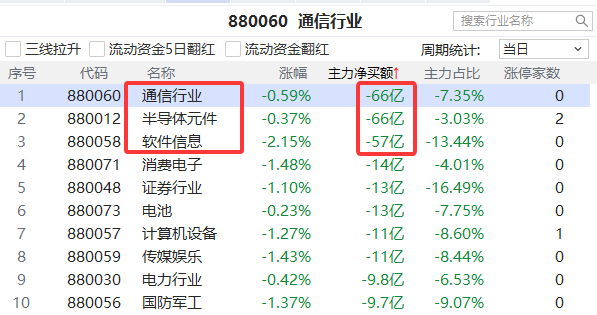 880060 通信行业
搜索行业名称
三线拉升 流动资金5日翻红 流动资金翻红 周期统计: 当日
序号 代码 名称 涨幅 主力净买额↑ 主力占比 涨停家数
1 880060 通信行业 -0.59% -66亿 -7.35% 0
2 880012 半导体元件 -0.37% -66亿 -3.03% 2
3 880058 软件信息 -2.15% -57亿 -13.44% 0
4 880071 消费电子 -1.48% -14亿 -4.01% 0
5 880048 证券行业 -1.10% -13亿 -16.49% 0
6 880073 电池 -0.23% -13亿 -7.75% 0
7 880057 计算机设备 -1.27% -11亿 -8.60% 1
8 880059 传媒娱乐 -1.43% -11亿 -8.44% 0
9 880030 电力行业 -0.42% -9.8亿 -6.53% 0
10 880056 国防军工 -1.37% -9.7亿 -9.07% 0